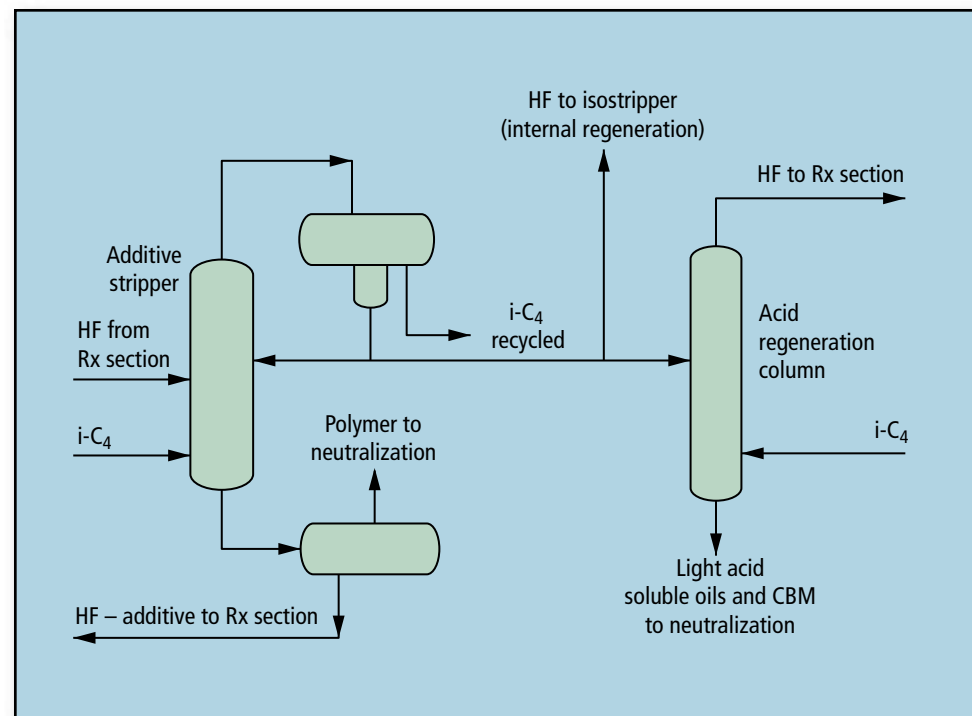 HF to isostripper
(internal regeneration)
HF to Rx section
Additive
stripper
HF from
Rx section
i-C₄
recycled
Acid
regeneration
column
i-C₄
Polymer to
neutralization
i-C₄
HF – additive to Rx section
Light acid
soluble oils and CBM
to neutralization